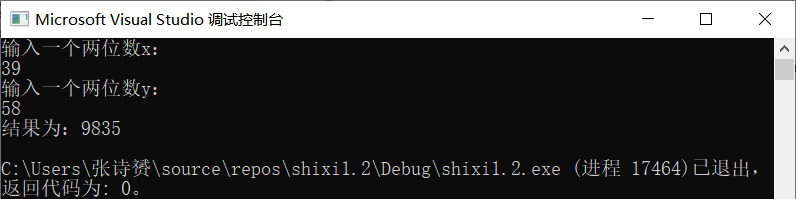 Microsoft Visual Studio 调试控制台
输入一个两位数x:
39
输入一个两位数y:
58
结果为: 9835
C:\Users\张诗赟\source\repos\shixi1.2\Debug\shixi1.2.exe (进程 17464)已退出，
返回代码为: 0。